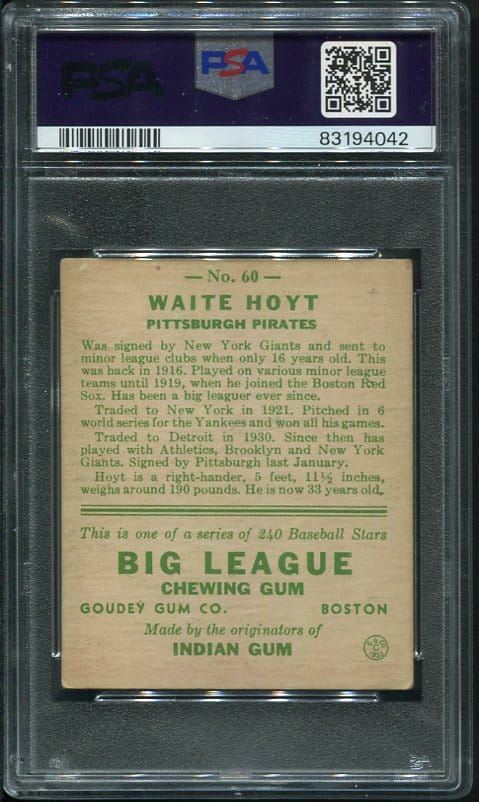 PSA
PSA
83194042
— No. 60 —
WAITE HOYT
PITTSBURGH PIRATES
Was signed by New York Giants and sent to
minor league clubs when only 16 years old. This
was back in 1916. Played on various minor league
teams until 1919, when he joined the Boston Red
Sox. Has been a big leaguer ever since.
Traded to New York in 1921. Pitched in 6
world series for the Yankees and won all his games.
Traded to Detroit in 1930. Since then has
played with Athletics, Brooklyn and New York
Giants. Signed by Pittsburgh last January.
Hoyt is a right-hander, 5 feet, 11½ inches,
weighs around 190 pounds. He is now 33 years old.
This is one of a series of 240 Baseball Stars
BIG LEAGUE
CHEWING GUM
GOUDEY GUM CO. BOSTON
Made by the originators of
INDIAN GUM